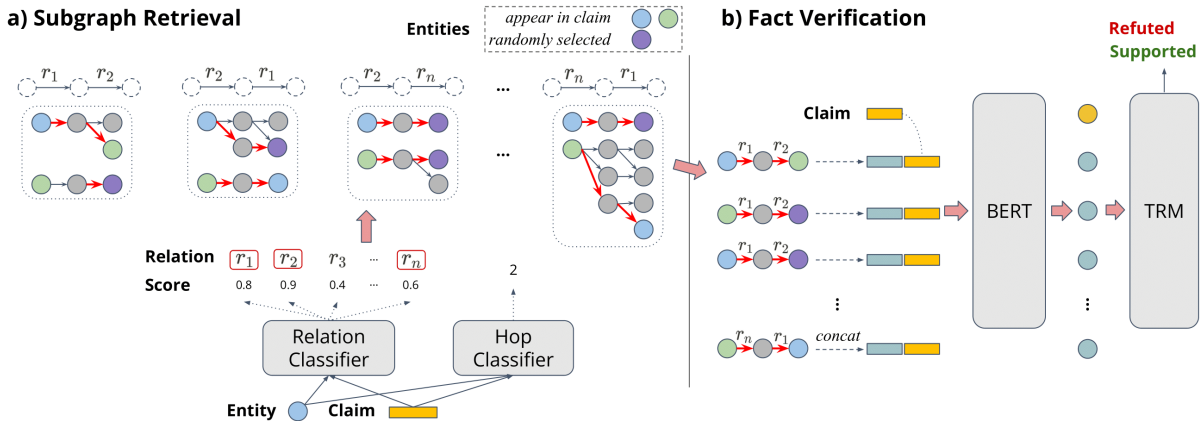 a) Subgraph Retrieval
Entities
appear in claim
randomly selected
r1 r2
r2 r1
r2 rn
...
rn r1
...
Relation r1 r2 r3 ... rn
Score 0.8 0.9 0.4 ... 0.6
2
Relation
Classifier
Hop
Classifier
Entity
Claim
b) Fact Verification
Refuted
Supported
Claim
r1 r2
r1 r2
r1 r2
...
rn r1
concat
BERT
...
TRM